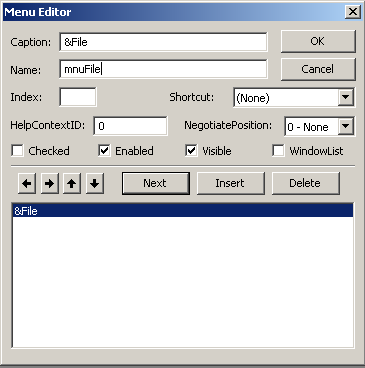 Menu Editor
Caption: &File OK
Name: mnuFile Cancel
Index: Shortcut: (None)
HelpContextID: 0 NegotiatePosition: 0 - None
Checked Enabled Visible WindowList
Next Insert Delete
&File